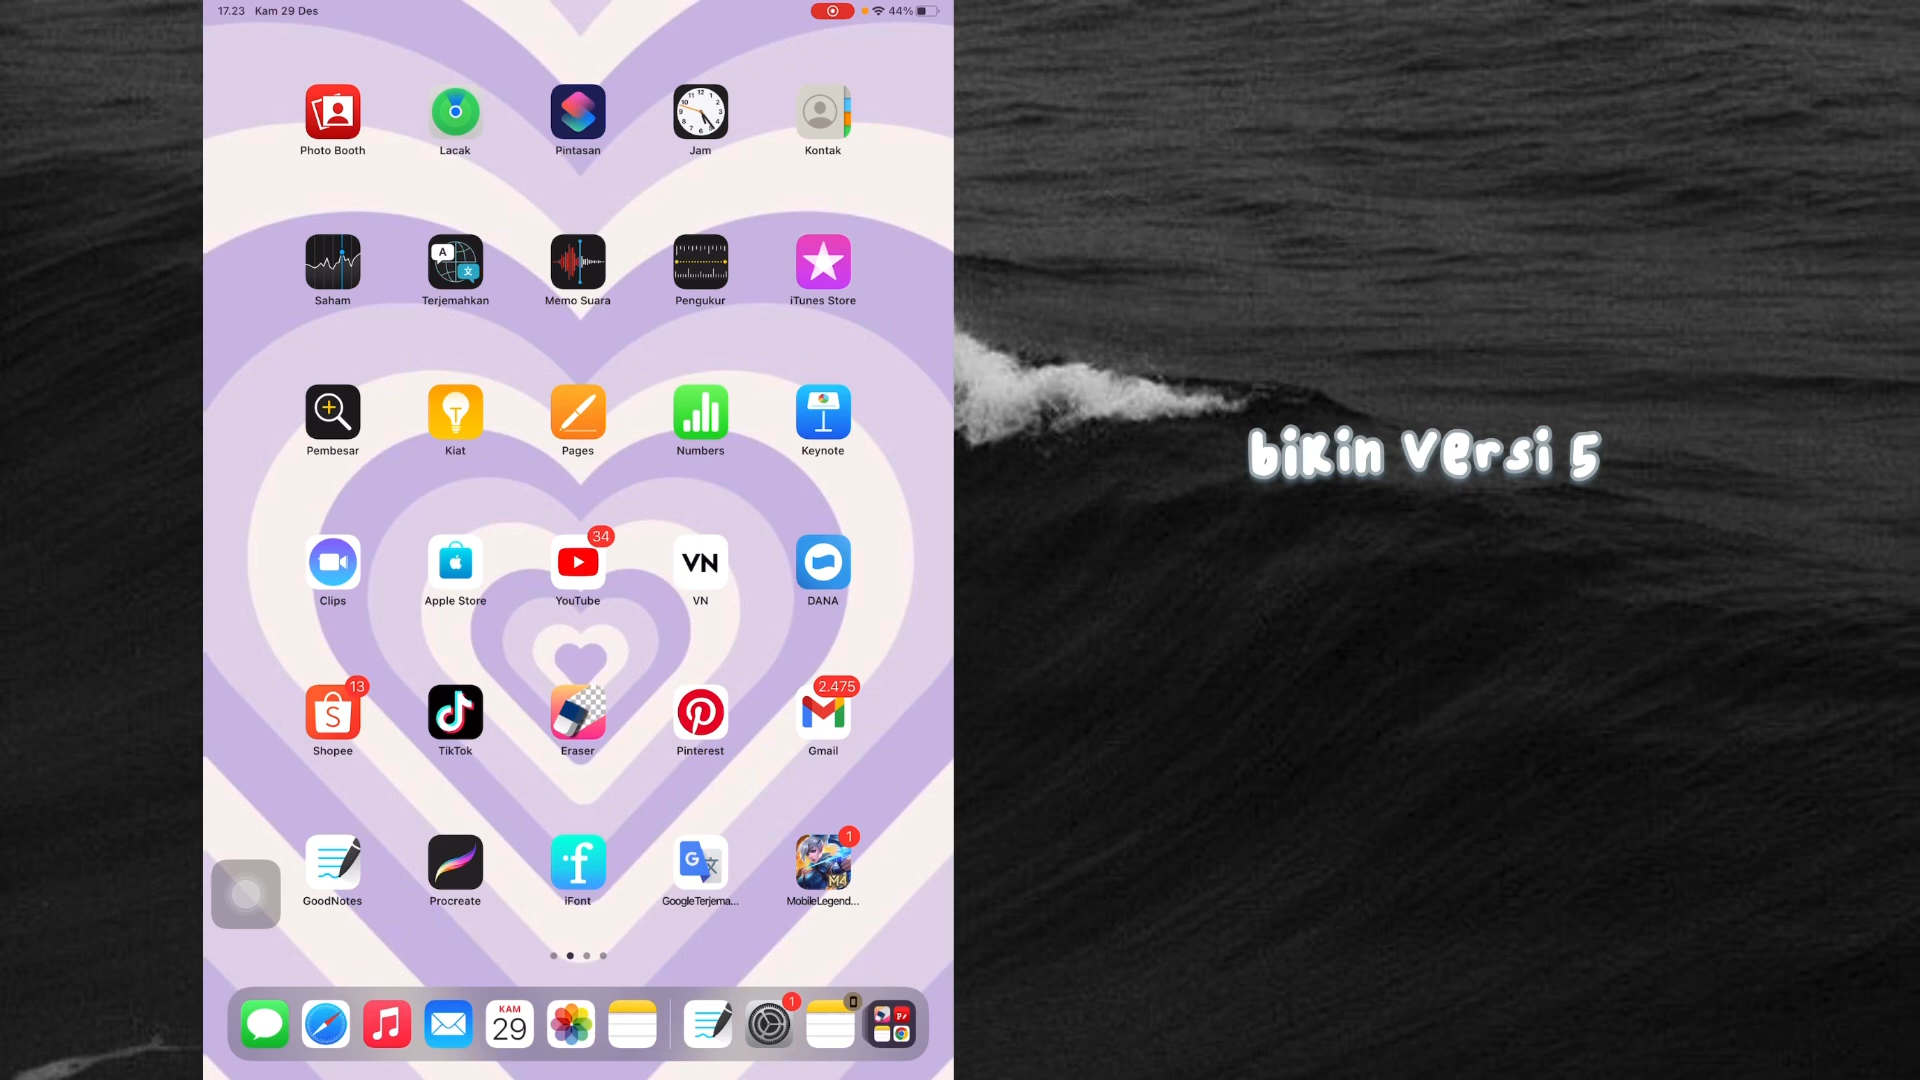 17.23 Kam 29 Des
44%
Photo Booth
Lacak
Pintasan
Jam
Kontak
Saham
Terjemahkan
Memo Suara
Pengukur
iTunes Store
Pembesar
Kiat
Pages
Numbers
Keynote
bikin versi 5
34
VN
Clips
Apple Store
YouTube
VN
DANA
13
2.475
Shopee
TikTok
Eraser
Pinterest
Gmail
1
M4
GoodNotes
Procreate
iFont
GoogleTerjema...
MobileLegend...
KAM
29
1